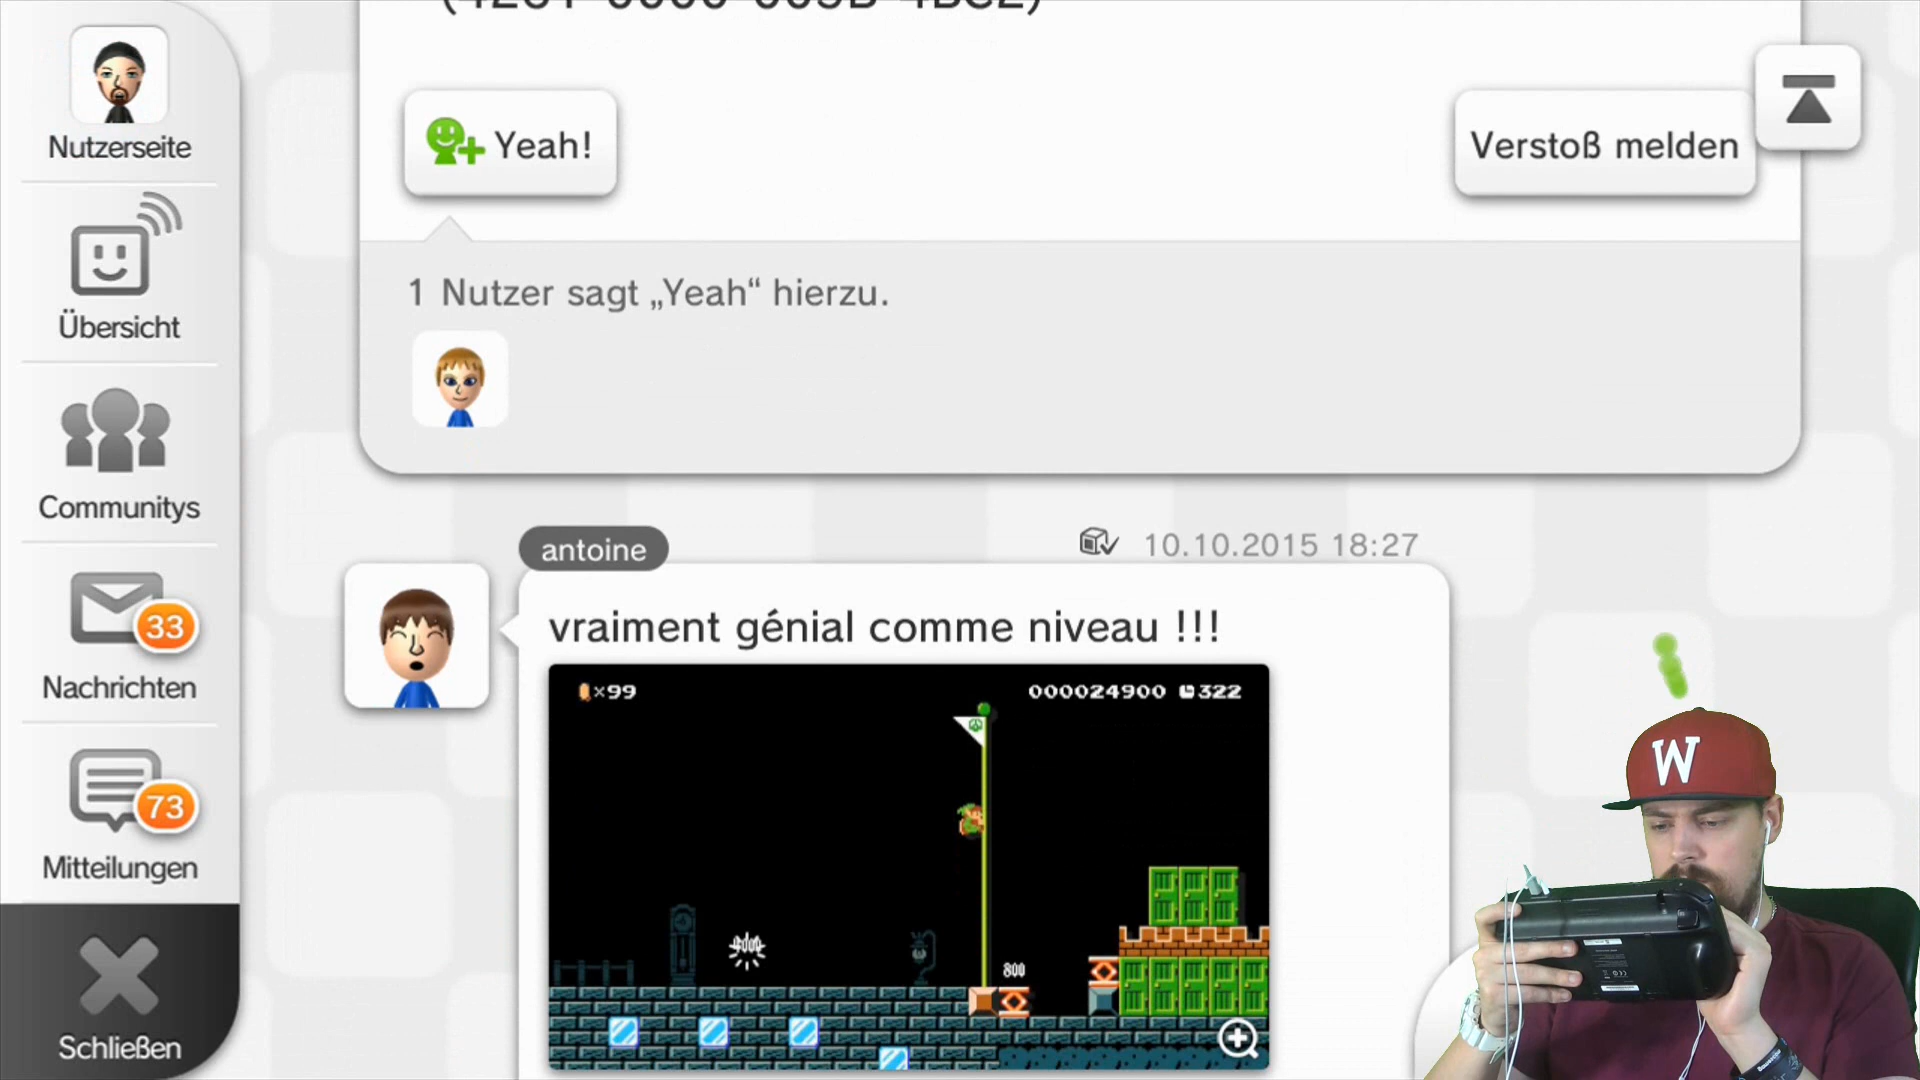 Nutzerseite
Übersicht
Communitys
33
Nachrichten
73
Mitteilungen
Schließen
Yeah!
Verstoß melden
1 Nutzer sagt „Yeah“ hierzu.
antoine
10.10.2015 18:27
vraiment génial comme niveau !!!
×99
000024900 322
800
W